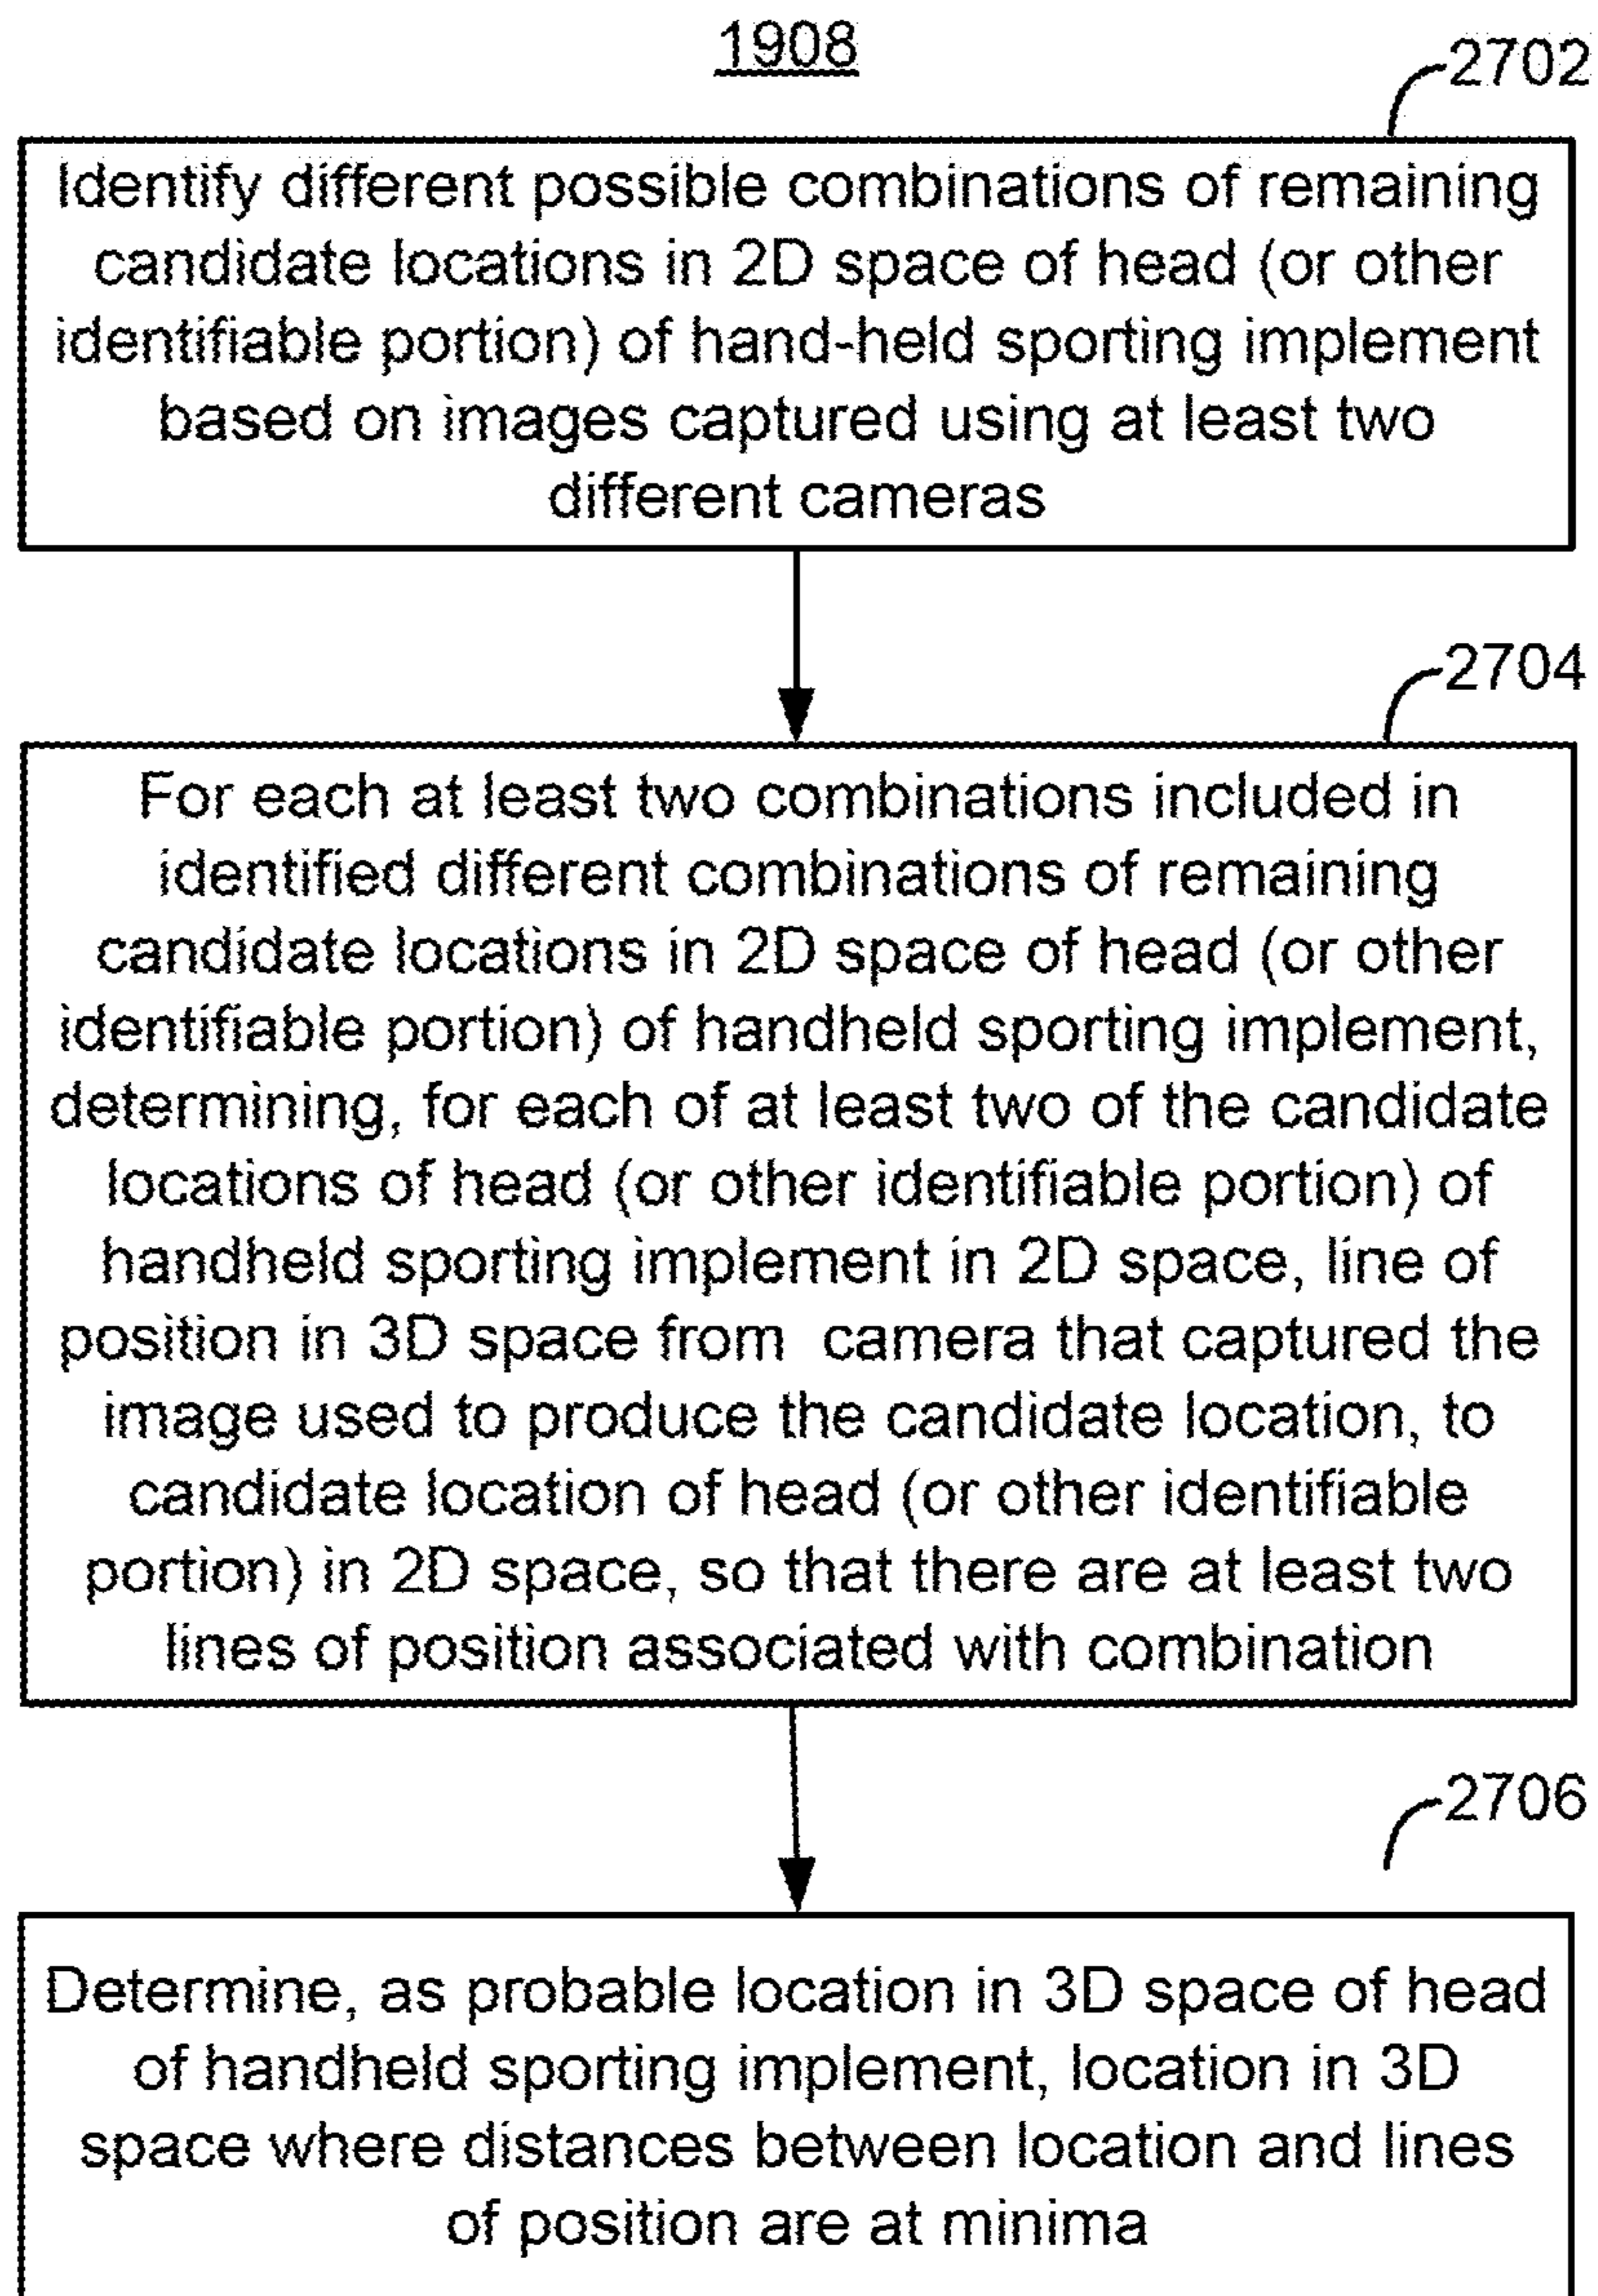 1908
2702
Identify different possible combinations of remaining
candidate locations in 2D space of head (or other
identifiable portion) of hand-held sporting implement
based on images captured using at least two
different cameras
2704
For each at least two combinations included in
identified different combinations of remaining
candidate locations in 2D space of head (or other
identifiable portion) of handheld sporting implement,
determining, for each of at least two of the candidate
locations of head (or other identifiable portion) of
handheld sporting implement in 2D space, line of
position in 3D space from camera that captured the
image used to produce the candidate location, to
candidate location of head (or other identifiable
portion) in 2D space, so that there are at least two
lines of position associated with combination
2706
Determine, as probable location in 3D space of head
of handheld sporting implement, location in 3D
space where distances between location and lines
of position are at minima